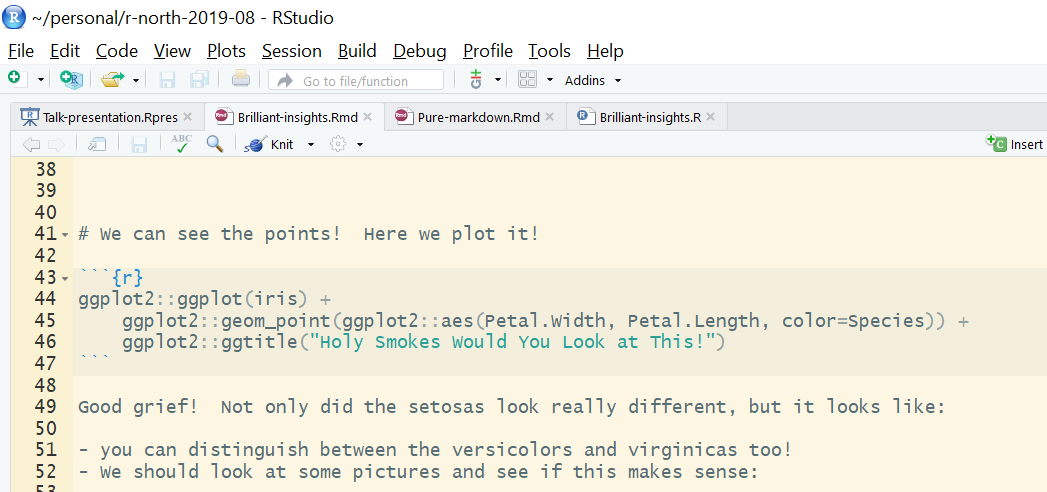 ~/personal/r-north-2019-08 - RStudio
File Edit Code View Plots Session Build Debug Profile Tools Help
Go to file/function Addins
Talk-presentation.Rpres Brilliant-insights.Rmd Pure-markdown.Rmd Brilliant-insights.R
ABC Knit Insert
38
39
40
41 # We can see the points!  Here we plot it!
42
43 ```{r}
44 ggplot2::ggplot(iris) +
45     ggplot2::geom_point(ggplot2::aes(Petal.Width, Petal.Length, color=Species)) +
46     ggplot2::ggtitle("Holy Smokes Would You Look at This!")
47 ```
48
49 Good grief!  Not only did the setosas look really different, but it looks like:
50
51 - you can distinguish between the versicolors and virginicas too!
52 - We should look at some pictures and see if this makes sense:
53